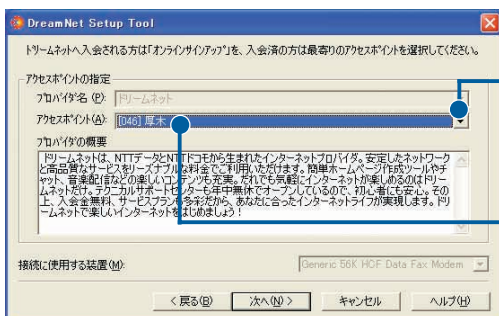 DreamNet Setup Tool
ドリームネットへ入会される方は「オンラインサインアップ」を、入会済の方は最寄りのアクセスポイントを選択してください。
アクセスポイントの指定
プロバイダ名 (P): ドリームネット
アクセスポイント(A): [046] 厚木
プロバイダの概要
ドリームネットは、NTTデータとNTTドコモから生まれたインターネットプロバイダ。安定したネットワーク
と高品質なサービスをリーズナブルな料金でご利用いただけます。簡単ホームページ作成ツールやチ
ャット、音楽配信などの楽しいコンテンツも充実。だれでも気軽にインターネットが楽しめるのはドリー
ムネットだけ。テクニカルサポートセンターも年中無休でオープンしているので、初心者にも安心。その
上、入会金無料、サービスプランも多彩だから、あなたに合ったインターネットライフが実現します。ドリ
ームネットで楽しいインターネットをはじめましょう!
接続に使用する装置(M): Generic 56K HCF Data Fax Modem
< 戻る(B) 次へ(N) > キャンセル ヘルプ(H)